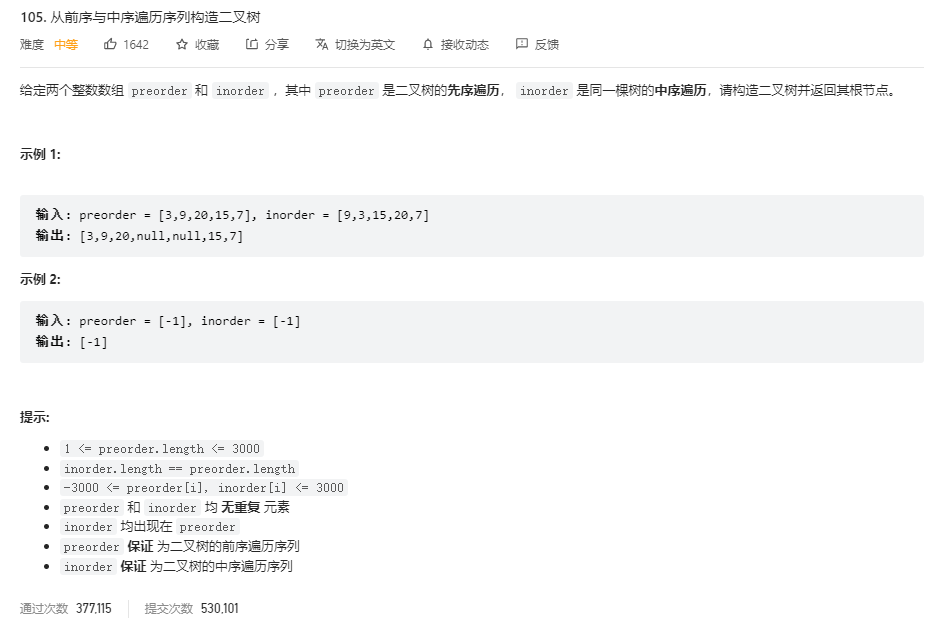 105. 从前序与中序遍历序列构造二叉树
难度 中等 1642 收藏 分享 切换为英文 接收动态 反馈
给定两个整数数组 preorder 和 inorder ，其中 preorder 是二叉树的先序遍历， inorder 是同一棵树的中序遍历，请构造二叉树并返回其根节点。
示例 1:
输入: preorder = [3,9,20,15,7], inorder = [9,3,15,20,7]
输出: [3,9,20,null,null,15,7]
示例 2:
输入: preorder = [-1], inorder = [-1]
输出: [-1]
提示:
1 <= preorder.length <= 3000
inorder.length == preorder.length
-3000 <= preorder[i], inorder[i] <= 3000
preorder 和 inorder 均 无重复 元素
inorder 均出现在 preorder
preorder 保证 为二叉树的前序遍历序列
inorder 保证 为二叉树的中序遍历序列
通过次数 377,115 提交次数 530,101